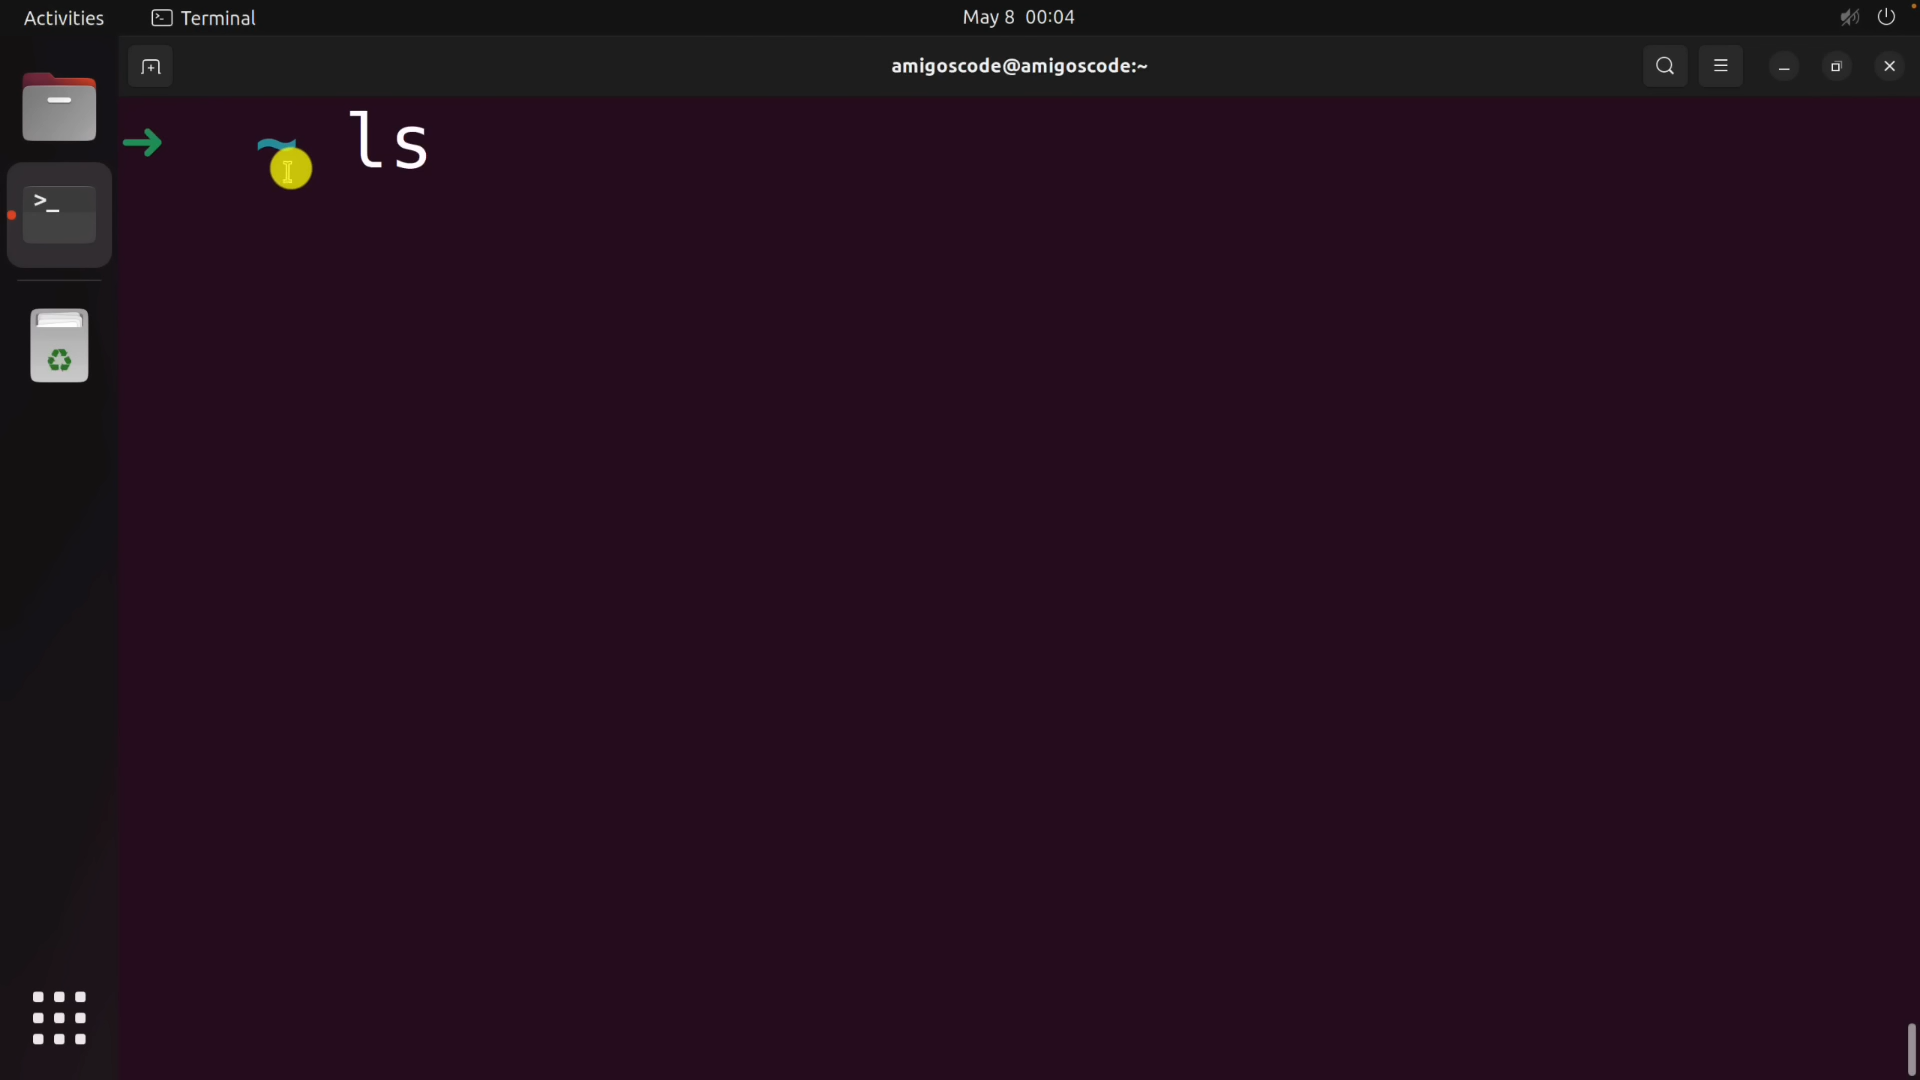 Activities Terminal May 8 00:04
amigoscode@amigoscode:~
>_
➜ ~ ls